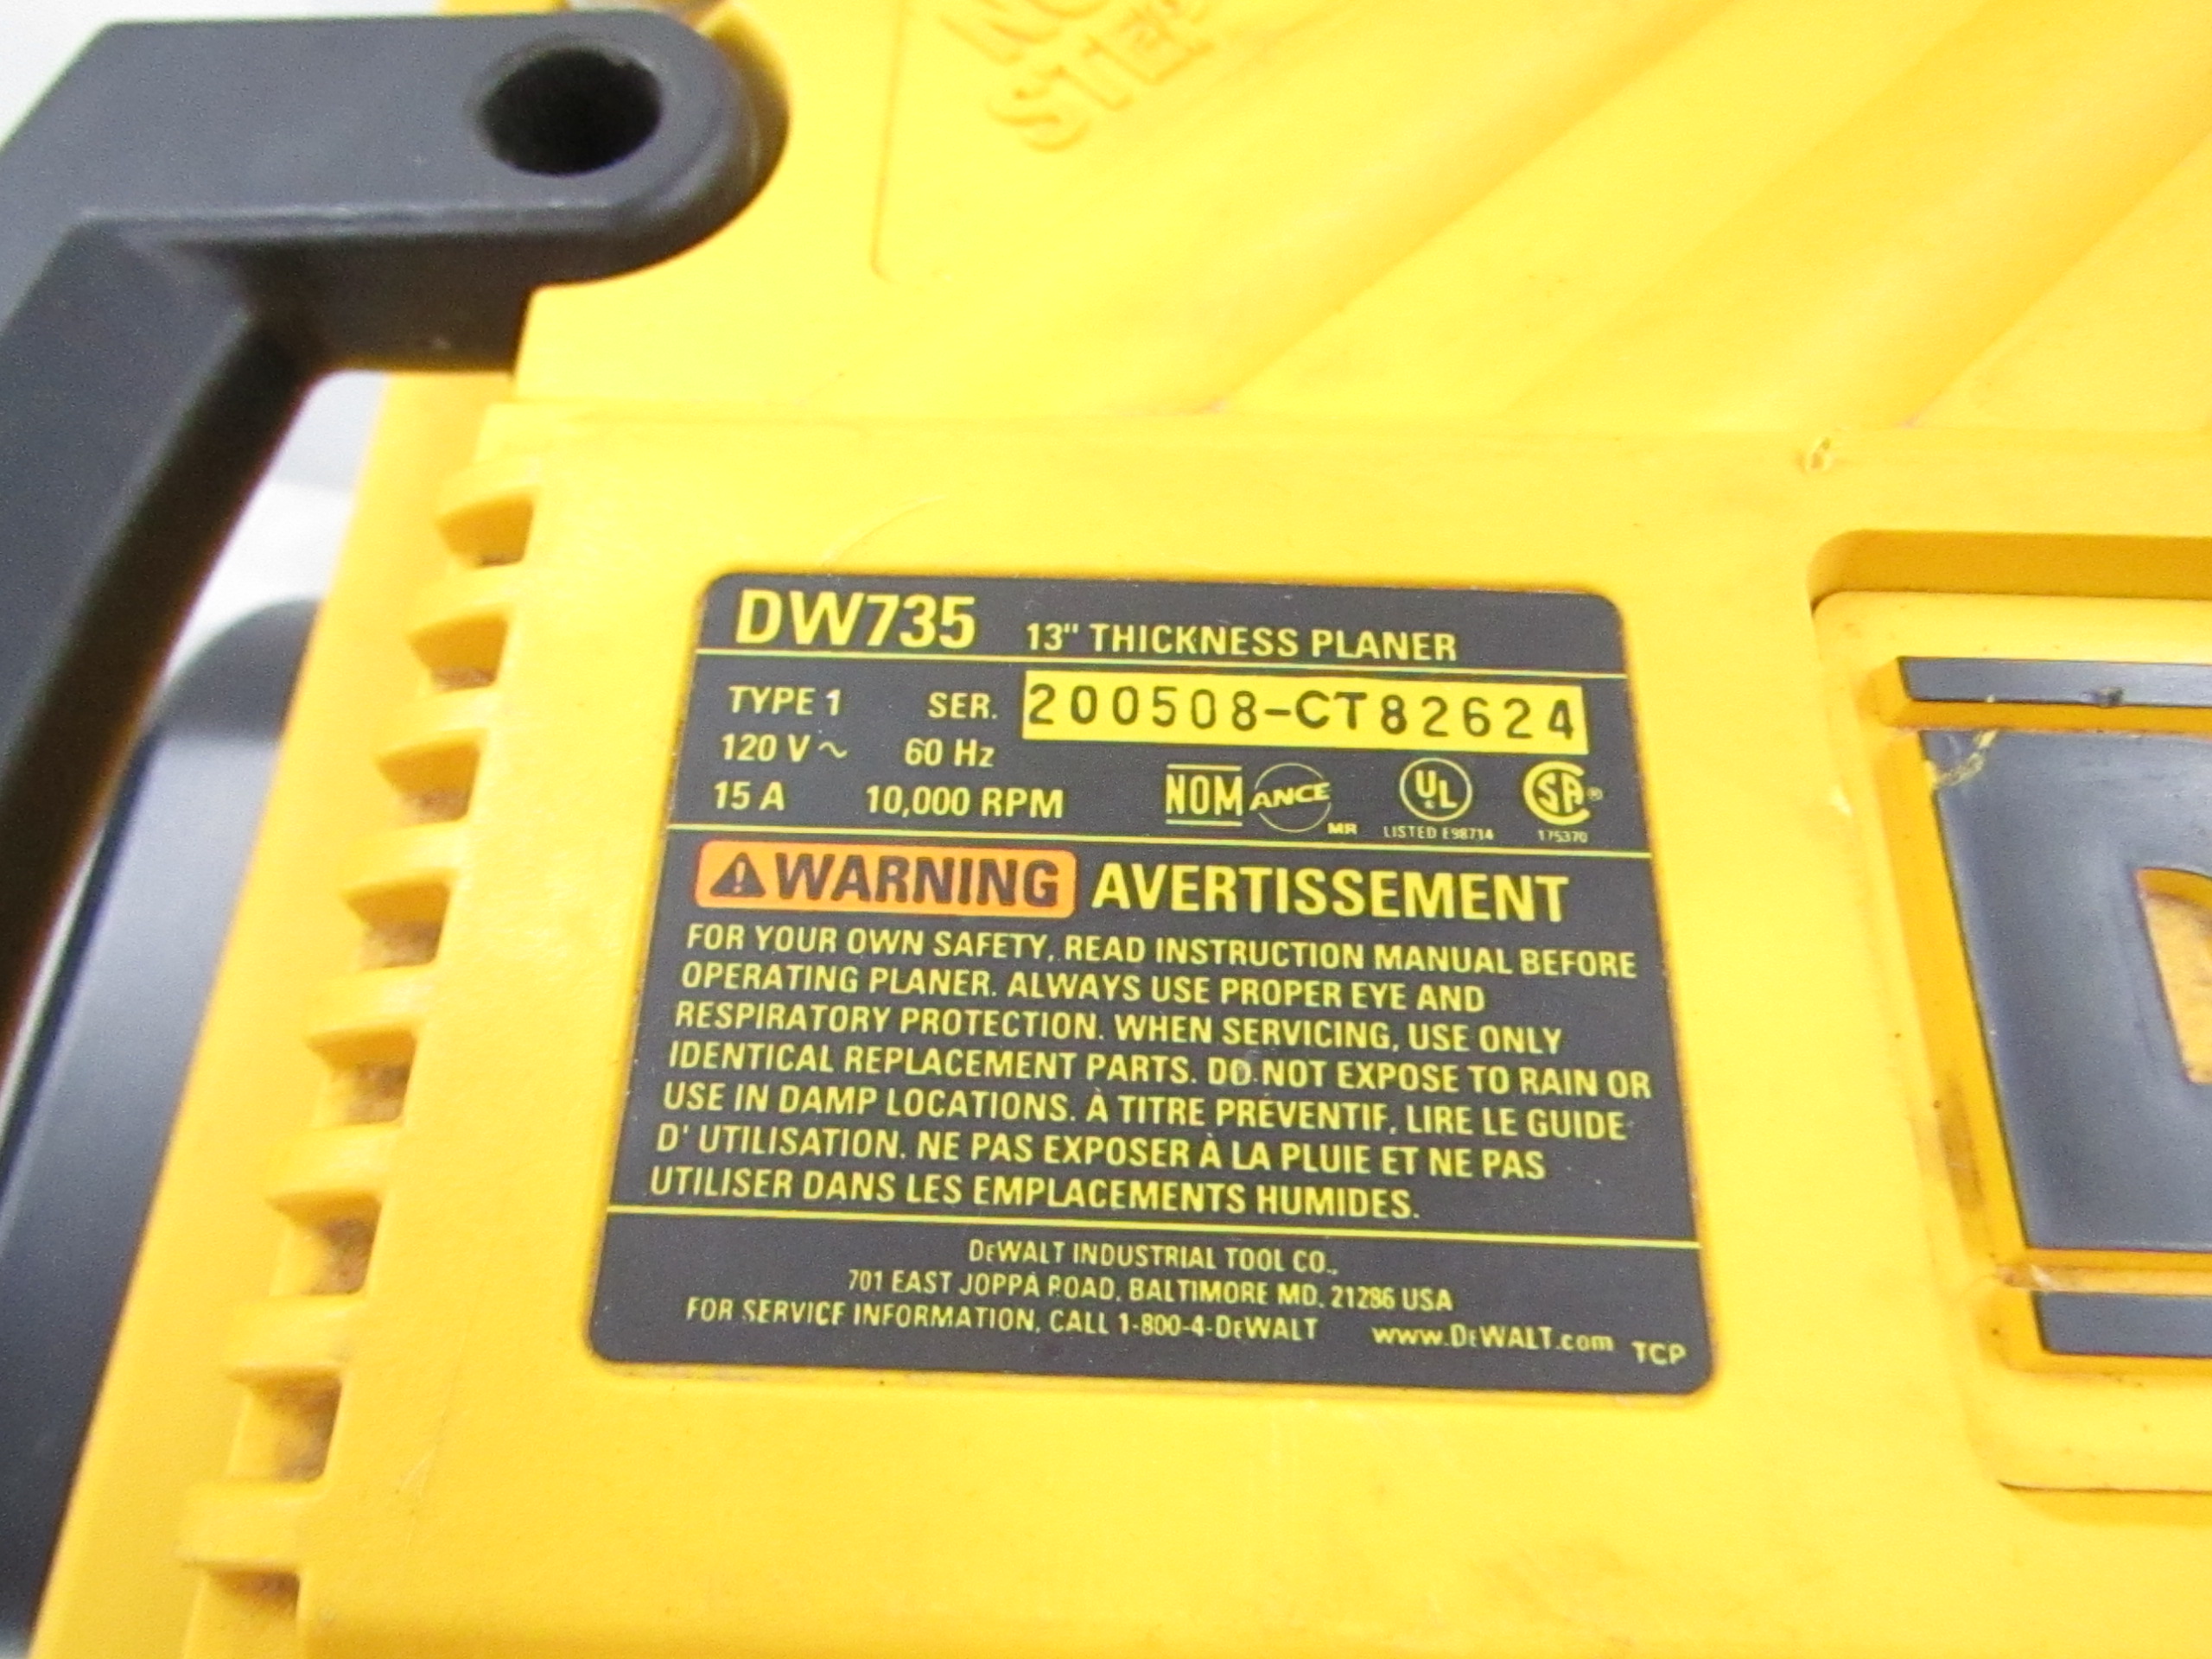 DW735 13" THICKNESS PLANER
TYPE 1 SER. 200508-CT82624
120 V ~ 60 Hz
15 A 10,000 RPM NOM ANCE MR UL LISTED E98714 SA® 175370
⚠WARNING AVERTISSEMENT
FOR YOUR OWN SAFETY, READ INSTRUCTION MANUAL BEFORE
OPERATING PLANER. ALWAYS USE PROPER EYE AND
RESPIRATORY PROTECTION. WHEN SERVICING, USE ONLY
IDENTICAL REPLACEMENT PARTS. DO NOT EXPOSE TO RAIN OR
USE IN DAMP LOCATIONS. À TITRE PRÉVENTIF, LIRE LE GUIDE
D' UTILISATION. NE PAS EXPOSER À LA PLUIE ET NE PAS
UTILISER DANS LES EMPLACEMENTS HUMIDES.
DEWALT INDUSTRIAL TOOL CO.,
701 EAST JOPPA ROAD, BALTIMORE MD. 21286 USA
FOR SERVICE INFORMATION, CALL 1-800-4-DEWALT www.DEWALT.com TCP